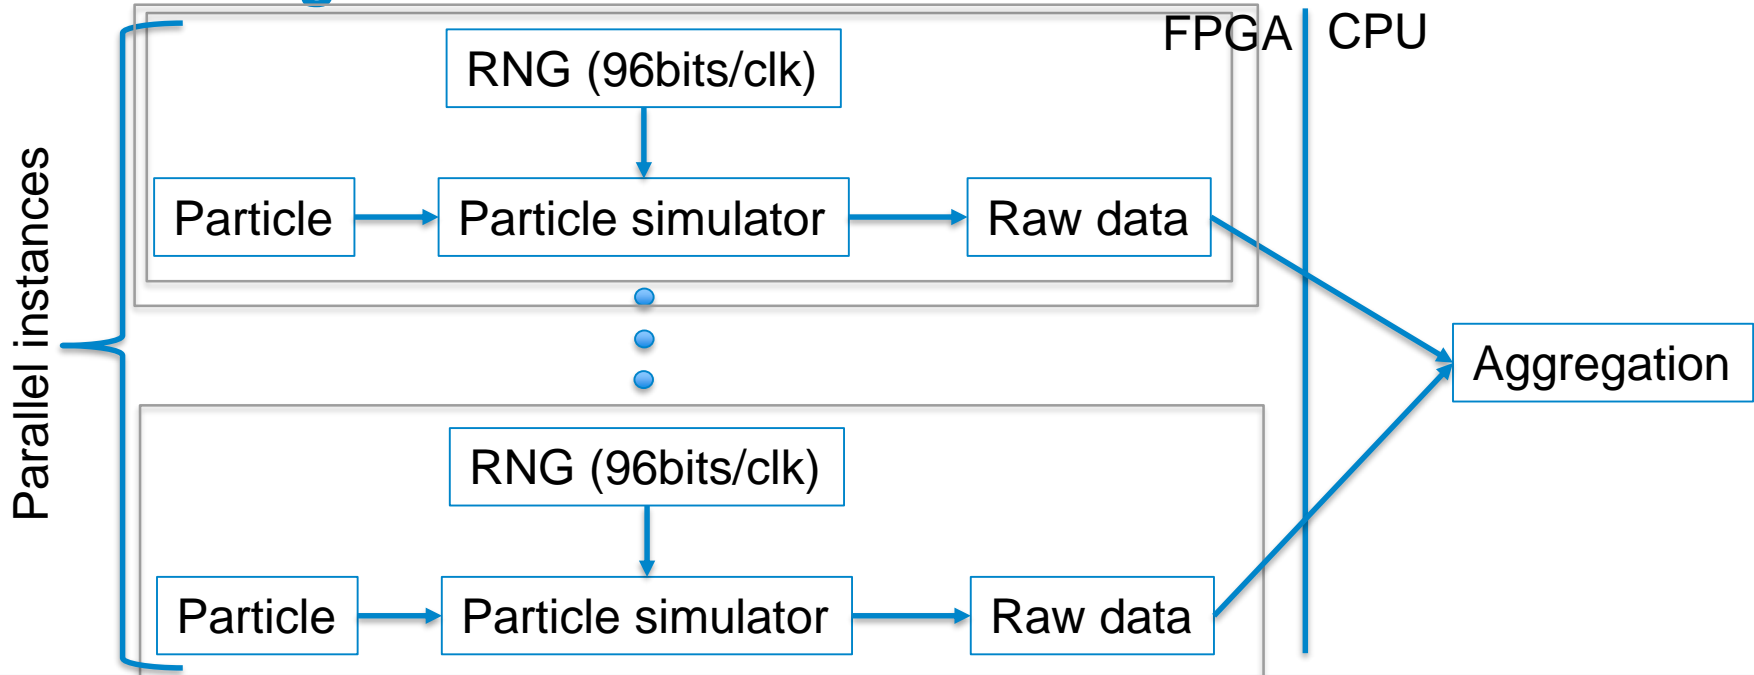 FPGA
CPU
RNG (96bits/clk)
Particle
Particle simulator
Raw data
Parallel instances
Aggregation
RNG (96bits/clk)
Particle
Particle simulator
Raw data